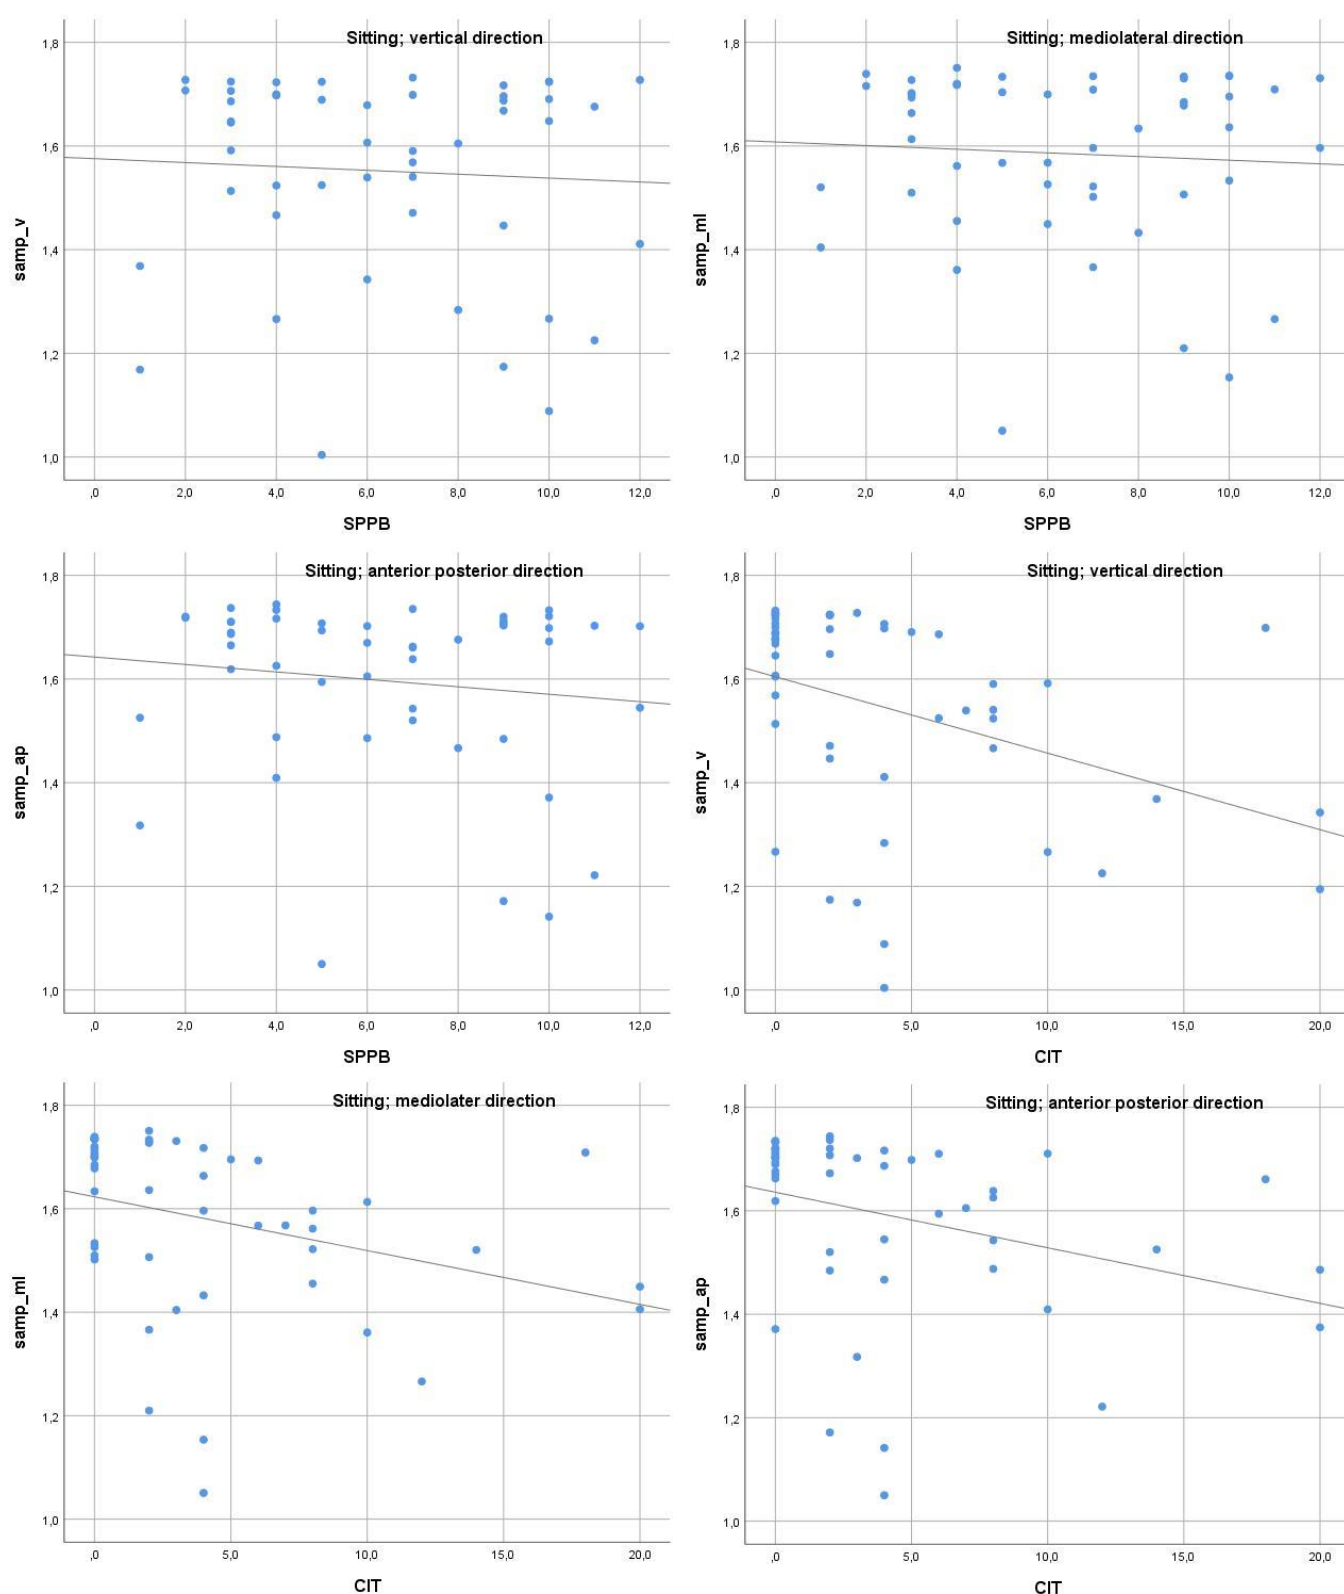 Sitting; vertical direction
1,8
1,6
1,4
1,2
1,0
samp_v
,0 2,0 4,0 6,0 8,0 10,0 12,0
SPPB
Sitting; mediolateral direction
1,8
1,6
1,4
1,2
1,0
samp_ml
,0 2,0 4,0 6,0 8,0 10,0 12,0
SPPB
Sitting; anterior posterior direction
1,8
1,6
1,4
1,2
1,0
samp_ap
,0 2,0 4,0 6,0 8,0 10,0 12,0
SPPB
Sitting; vertical direction
1,8
1,6
1,4
1,2
1,0
samp_v
,0 5,0 10,0 15,0 20,0
CIT
Sitting; mediolater direction
1,8
1,6
1,4
1,2
1,0
samp_ml
,0 5,0 10,0 15,0 20,0
CIT
Sitting; anterior posterior direction
1,8
1,6
1,4
1,2
1,0
samp_ap
,0 5,0 10,0 15,0 20,0
CIT